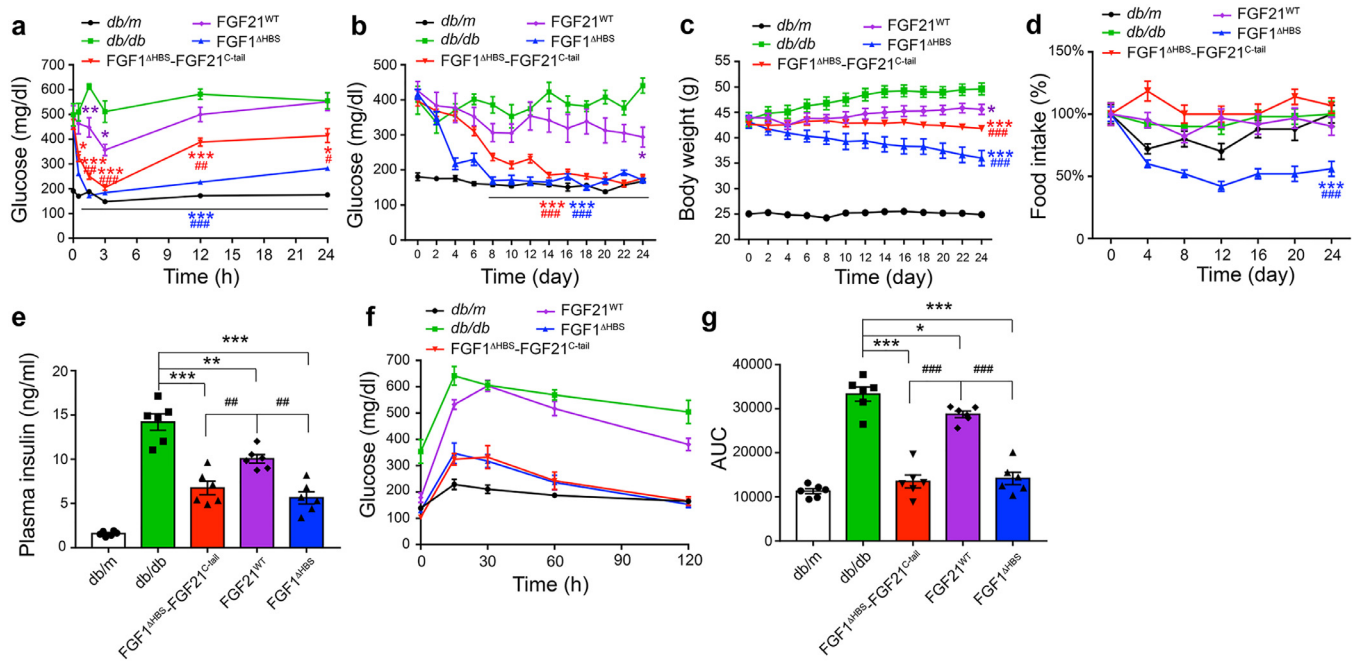 a
db/m
FGF21WT
db/db
FGF1ΔHBS
FGF1ΔHBS-FGF21C-tail
Glucose (mg/dl)
700
600
500
400
300
200
100
0
**
*
*
***
##
***
###
***
##
*
#
***
###
0
3
6
9
12
15
18
21
24
Time (h)
b
db/m
FGF21WT
db/db
FGF1ΔHBS
FGF1ΔHBS-FGF21C-tail
Glucose (mg/dl)
500
400
300
200
100
0
*
***
###
***
###
0 2 4 6 8 10 12 14 16 18 20 22 24
Time (day)
c
db/m
FGF21WT
db/db
FGF1ΔHBS
FGF1ΔHBS-FGF21C-tail
Body weight (g)
55
50
45
40
35
30
25
20
*
***
###
***
###
0 2 4 6 8 10 12 14 16 18 20 22 24
Time (day)
d
db/m
FGF21WT
db/db
FGF1ΔHBS
FGF1ΔHBS-FGF21C-tail
Food intake (%)
150%
100%
50%
0
***
###
0 4 8 12 16 20 24
Time (day)
e
Plasma insulin (ng/ml)
20
15
10
5
0
***
**
***
##
##
db/m
db/db
FGF1ΔHBS-FGF21C-tail
FGF21WT
FGF1ΔHBS
f
db/m
FGF21WT
db/db
FGF1ΔHBS
FGF1ΔHBS-FGF21C-tail
Glucose (mg/dl)
700
600
500
400
300
200
100
0
0 30 60 90 120
Time (h)
g
AUC
40000
30000
20000
10000
0
***
*
***
###
###
db/m
db/db
FGF1ΔHBS-FGF21C-tail
FGF21WT
FGF1ΔHBS